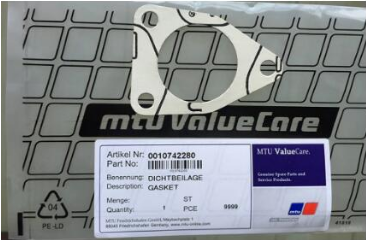 mtu ValueCare
Artikel Nr: 0010742280
Part No:
Benennung: DICHTBEILAGE
Description: GASKET
Menge: ST
Quantity: 1 PCE 9999
MTU ValueCare.
Genuine Spare Parts and
Service Products.
mtu
04
PE-LD